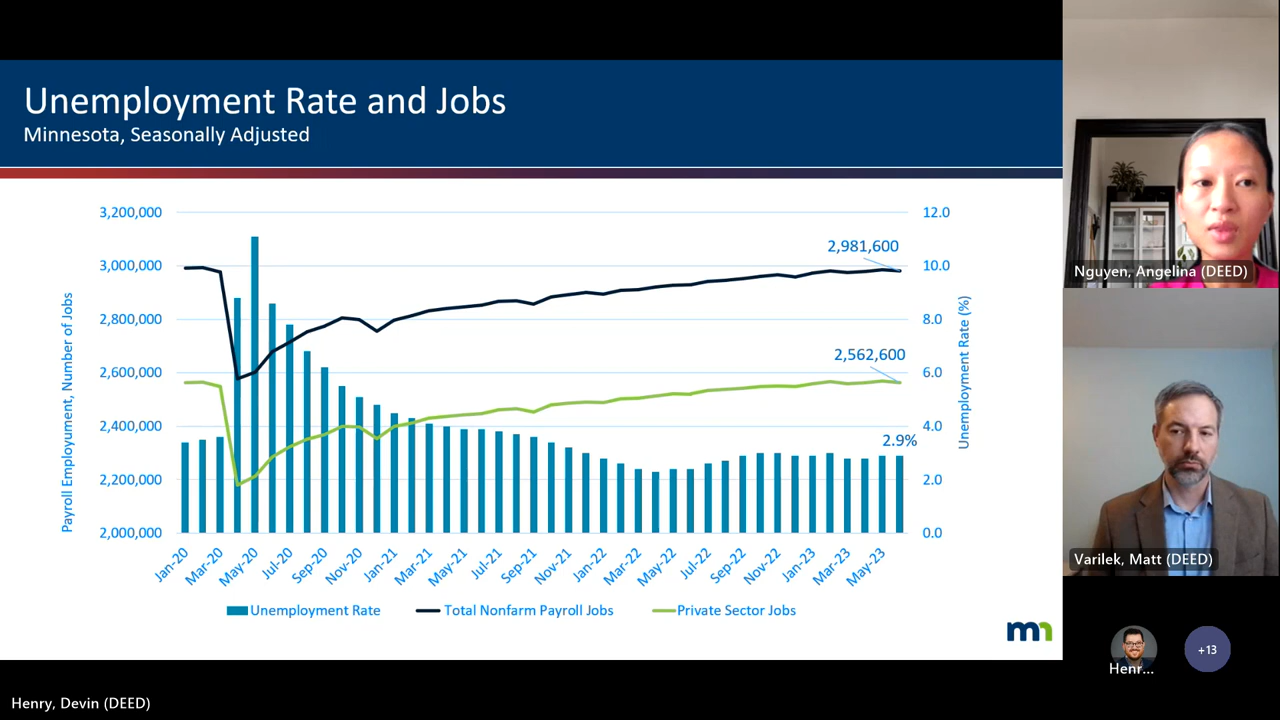 Unemployment Rate and Jobs
Minnesota, Seasonally Adjusted
Payroll Employument, Number of Jobs
3,200,000
3,000,000
2,800,000
2,600,000
2,400,000
2,200,000
2,000,000
2,981,600
2,562,600
2.9%
12.0
10.0
8.0
6.0
4.0
2.0
0.0
Unemployment Rate (%)
Jan-20
Mar-20
May-20
Jul-20
Sep-20
Nov-20
Jan-21
Mar-21
May-21
Jul-21
Sep-21
Nov-21
Jan-22
Mar-22
May-22
Jul-22
Sep-22
Nov-22
Jan-23
Mar-23
May-23
Unemployment Rate
Total Nonfarm Payroll Jobs
Private Sector Jobs
mn
Nguyen, Angelina (DEED)
Varilek, Matt (DEED)
Henr...
+13
Henry, Devin (DEED)